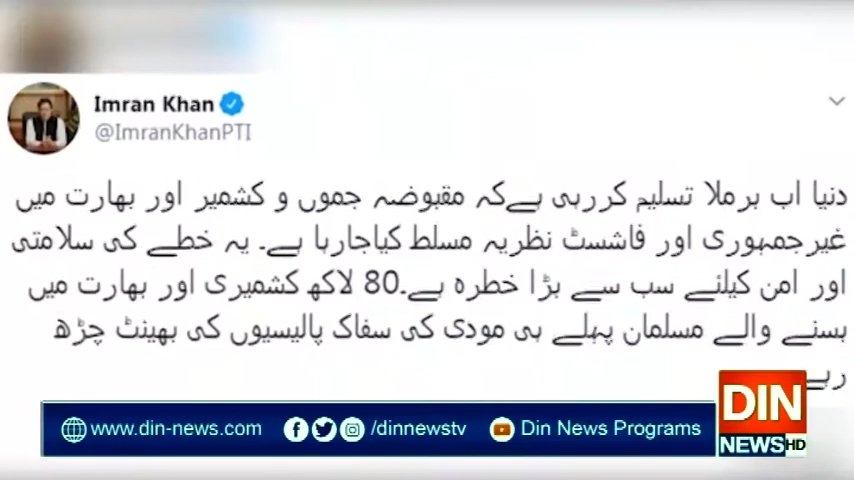 Imran Khan
@ImranKhanPTI
دنیا اب برملا تسلیم کررہی ہےکہ مقبوضہ جموں و کشمیر اور بھارت میں
غیرجمہوری اور فاشسٹ نظریہ مسلط کیاجارہا ہے۔ یہ خطے کی سلامتی
اور امن کیلئے سب سے بڑا خطرہ ہے۔80 لاکھ کشمیری اور بھارت میں
بسنے والے مسلمان پہلے ہی مودی کی سفاک پالیسیوں کی بھینٹ چڑھ
رہے
www.din-news.com
/dinnewstv
Din News Programs
DIN
NEWS HD